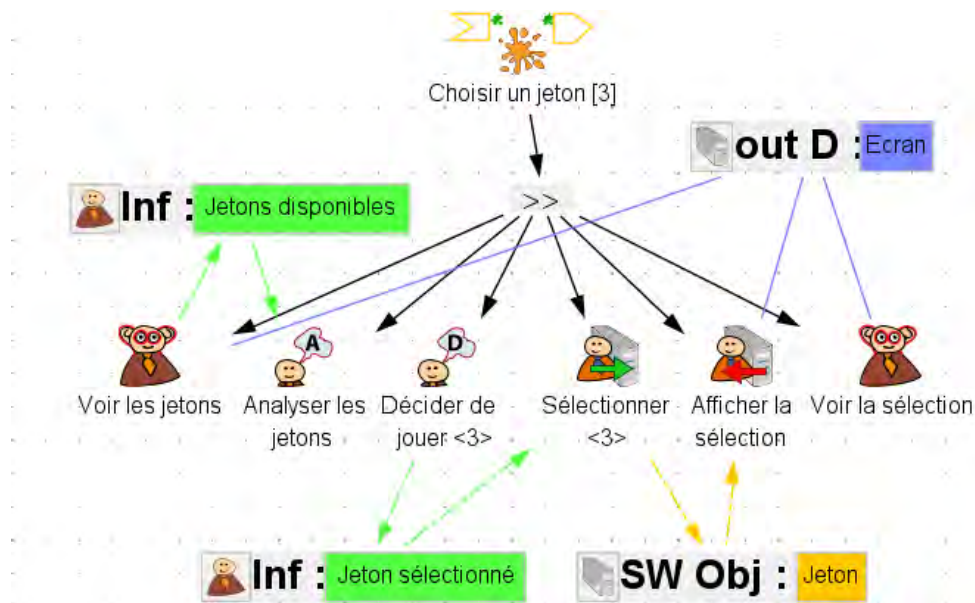 Choisir un jeton [3]
out D : Ecran
Inf : Jetons disponibles
>>
A
D
Voir les jetons
Analyser les
jetons
Décider de
jouer <3>
Sélectionner
<3>
Afficher la
sélection
Voir la sélection
Inf : Jeton sélectionné
SW Obj : Jeton